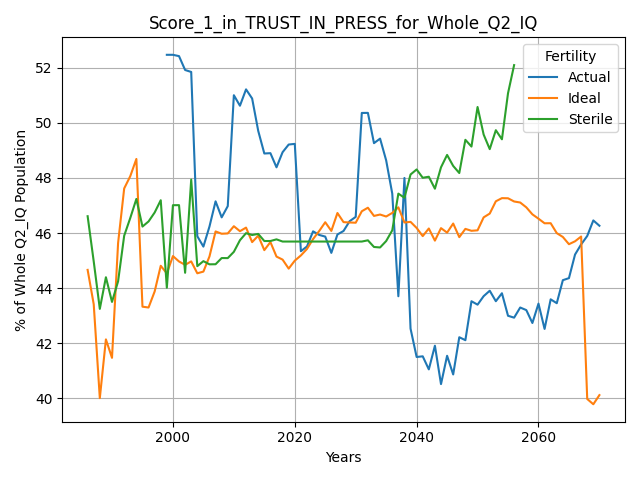 Score_1_in_TRUST_IN_PRESS_for_Whole_Q2_IQ
Fertility
Actual
Ideal
Sterile
% of Whole Q2_IQ Population
52
50
48
46
44
42
40
2000 2020 2040 2060
Years